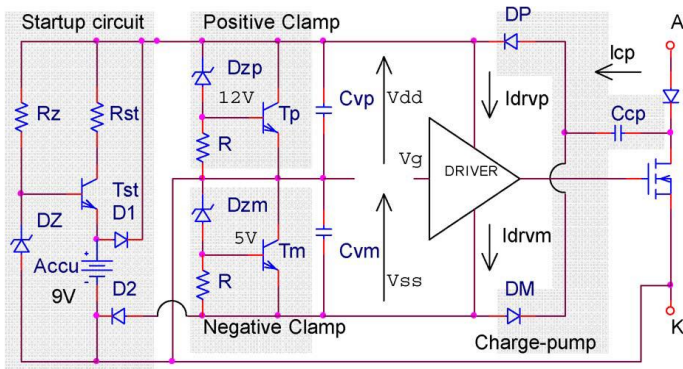 Startup circuit
Positive Clamp
DP
A
Icp
Rz
Rst
Dzp
12V
Tp
Cvp
Vdd
Idrvp
Ccp
R
Tst
Vg
DRIVER
DZ
D1
Dzm
5V
Tm
Cvm
Vss
Idrvm
+
Accu
-
9V
D2
R
DM
Negative Clamp
Charge-pump
K